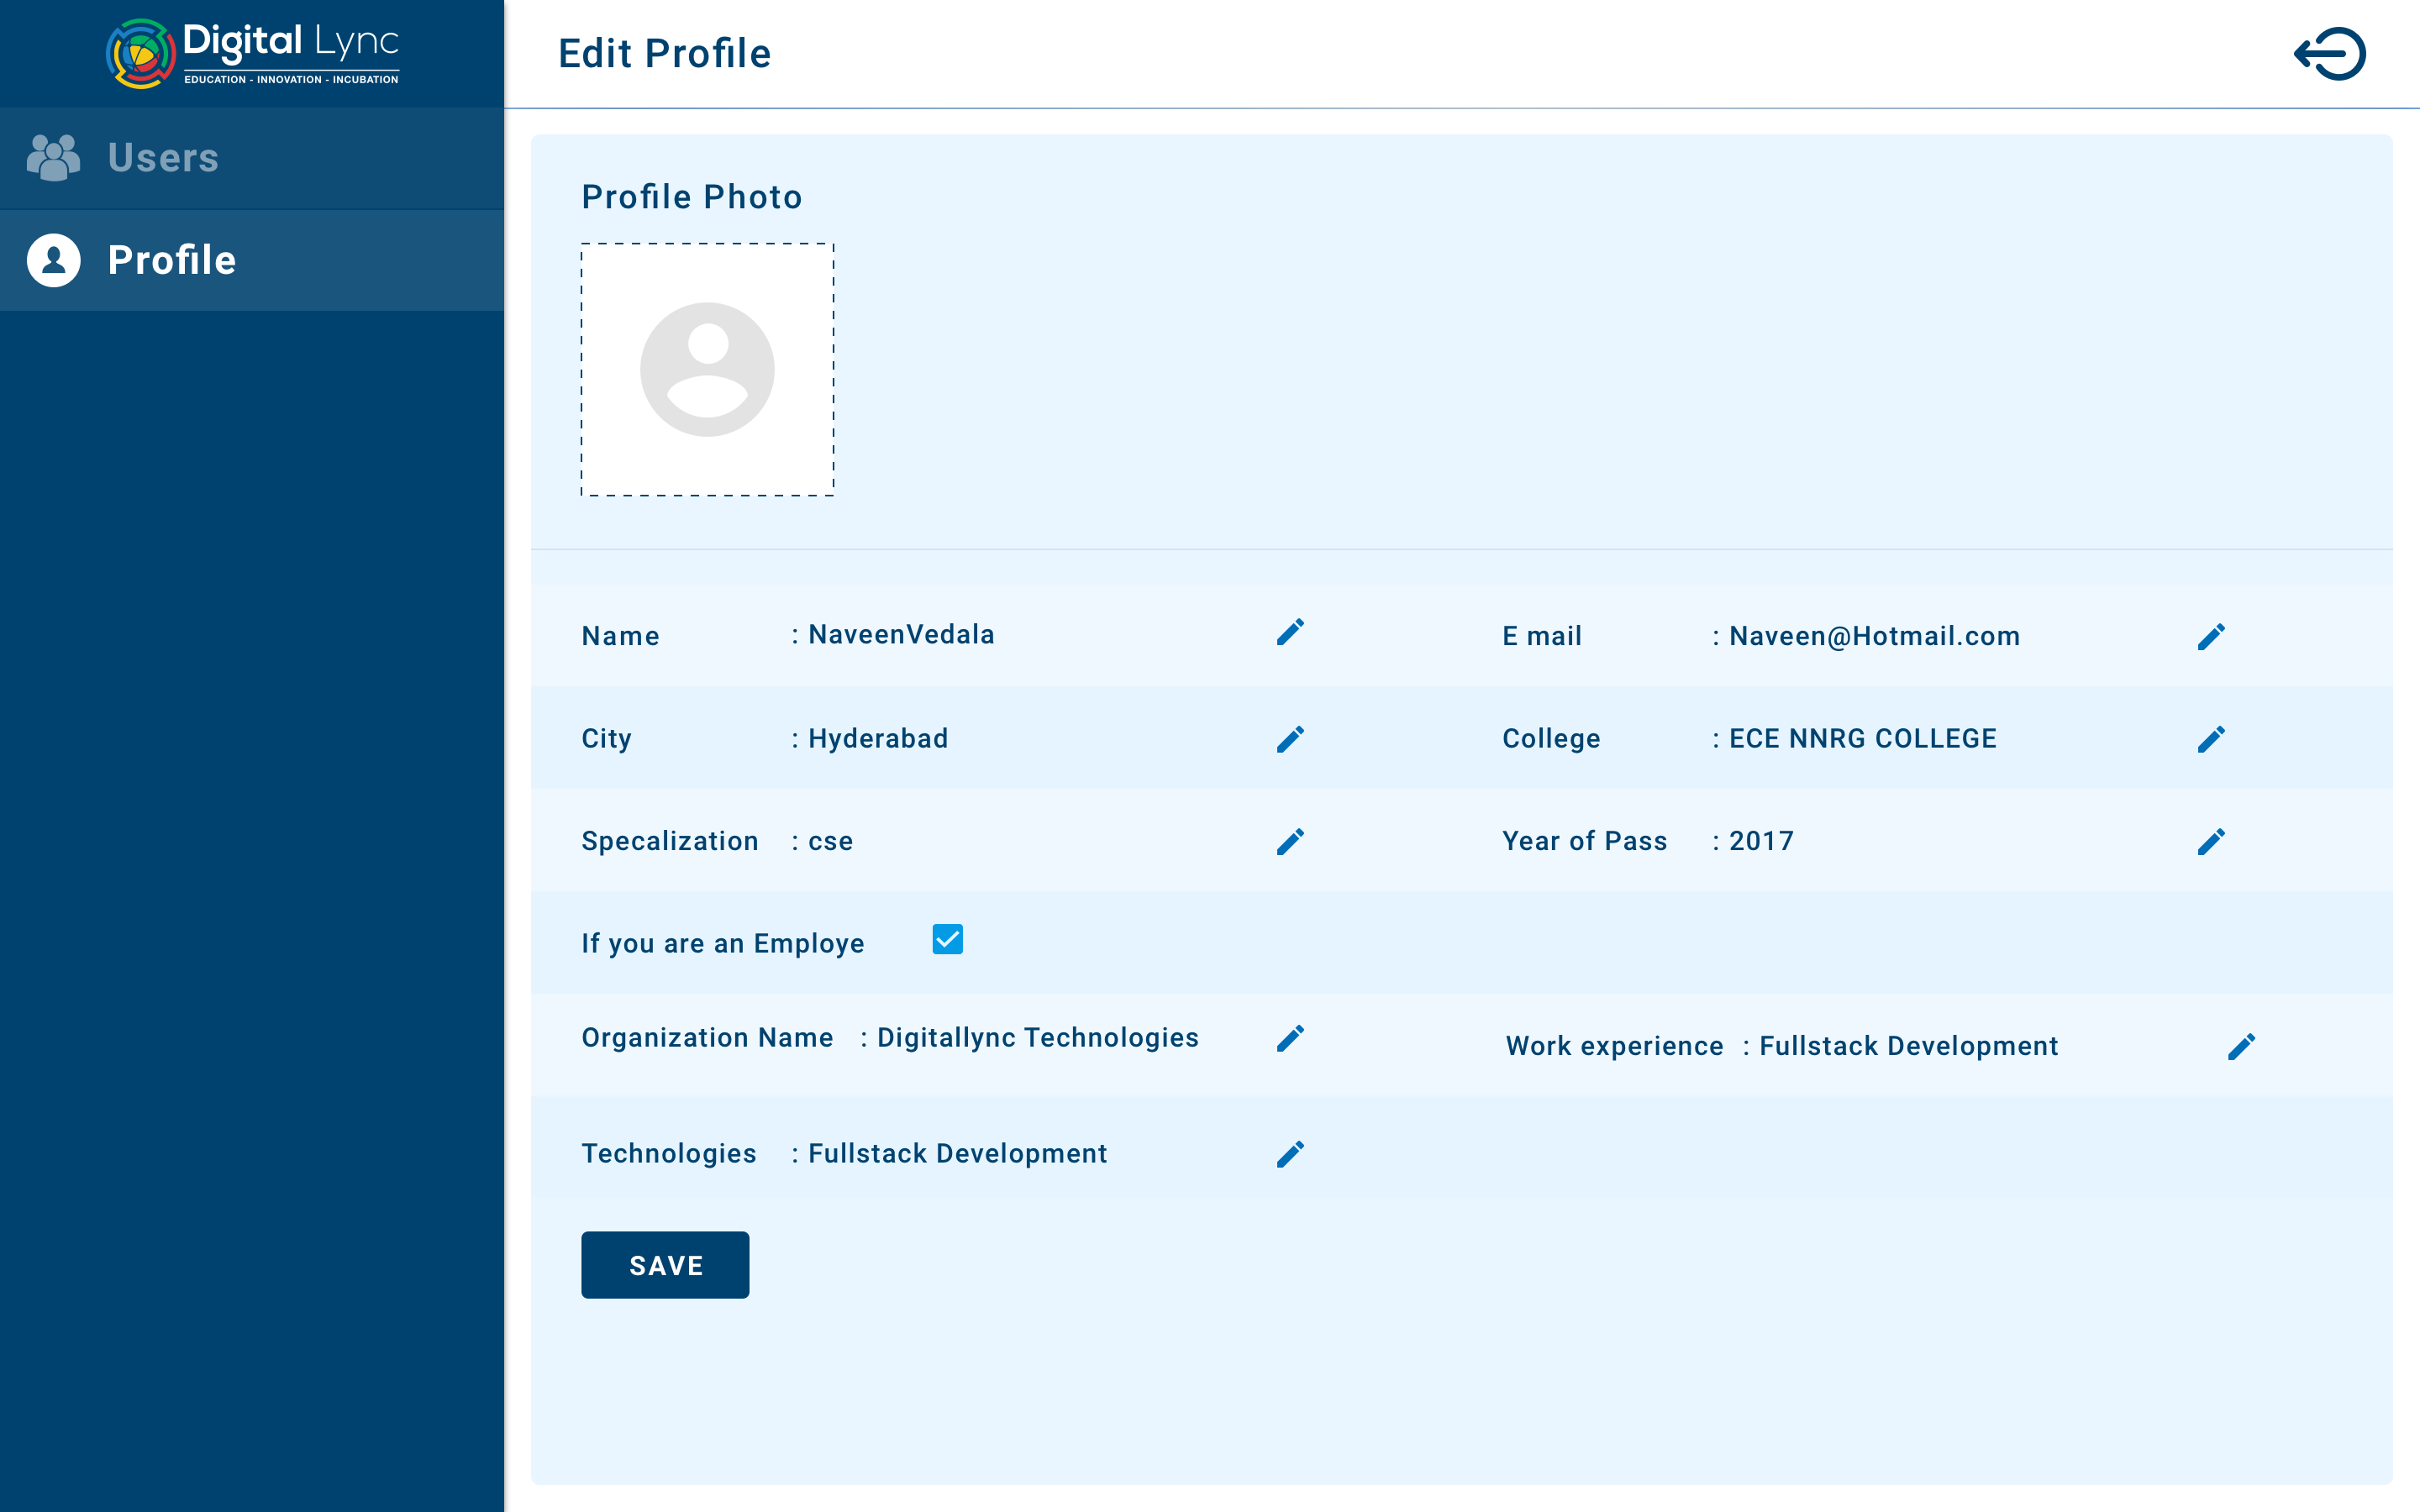 Digital Lync
EDUCATION - INNOVATION - INCUBATION
Users
Profile
Edit Profile
Profile Photo
Name : NaveenVedala
E mail : Naveen@Hotmail.com
City : Hyderabad
College : ECE NNRG COLLEGE
Specalization : cse
Year of Pass : 2017
If you are an Employe
Organization Name : Digitallync Technologies
Work experience : Fullstack Development
Technologies : Fullstack Development
SAVE